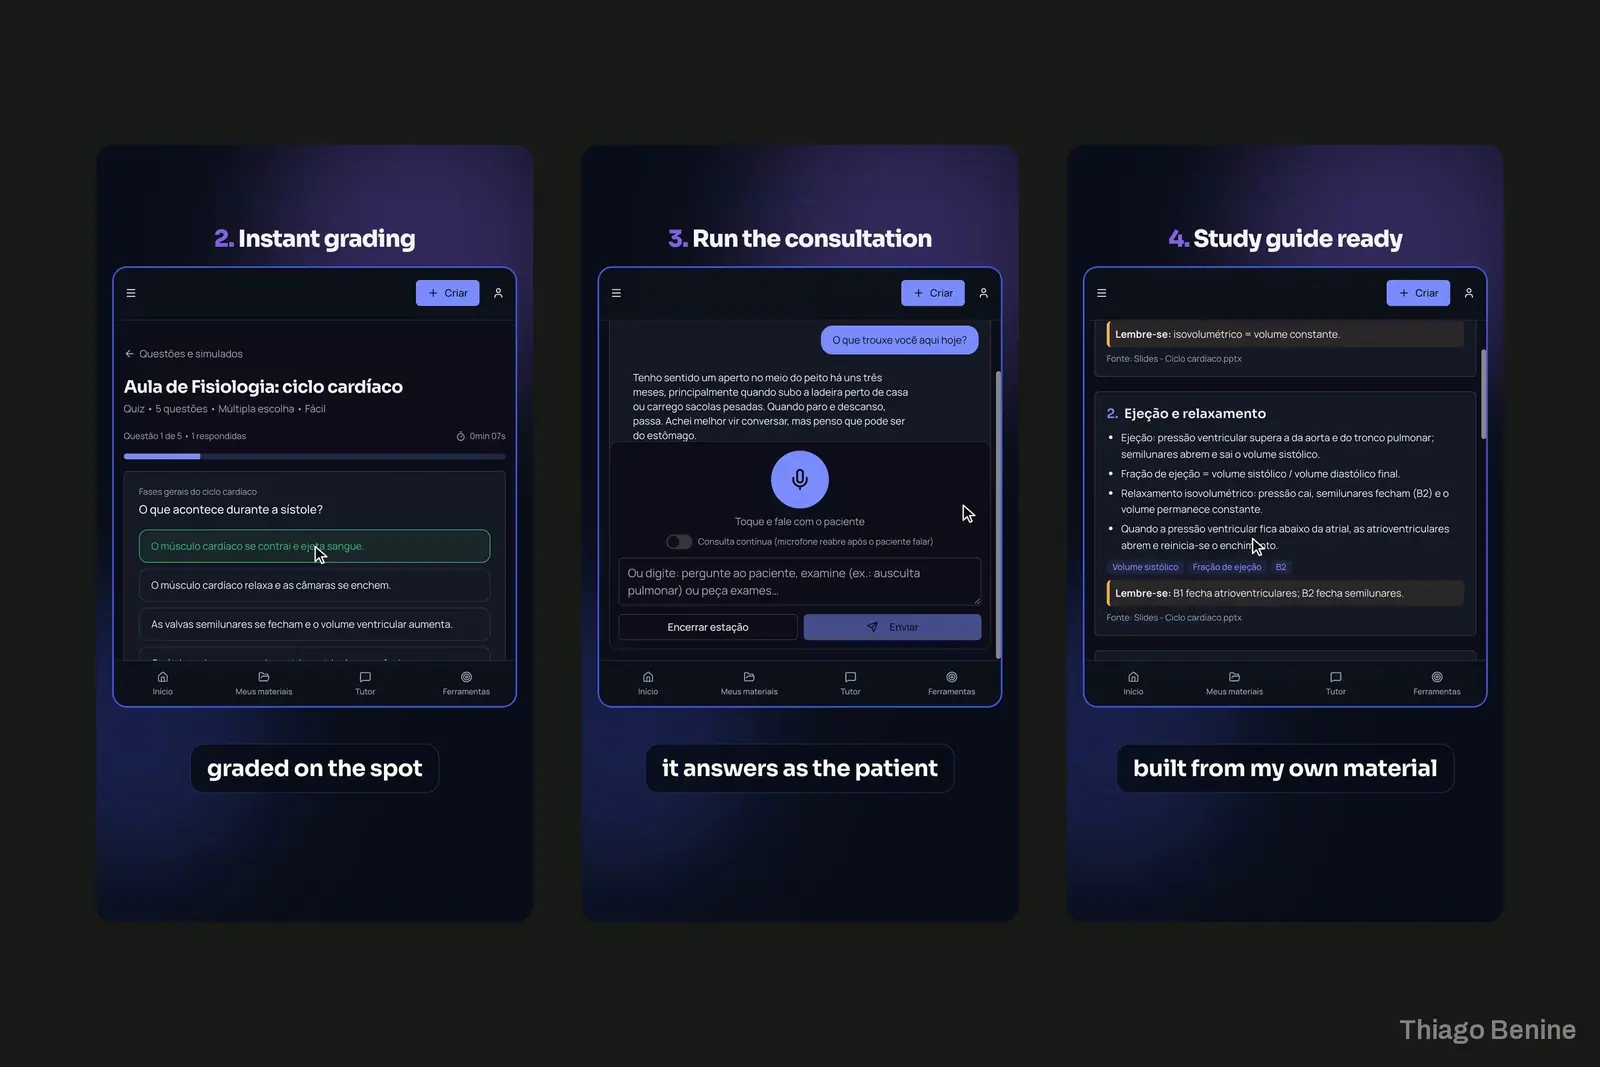 2. Instant grading
+ Criar
← Questões e simulados
Aula de Fisiologia: ciclo cardíaco
Quiz • 5 questões • Múltipla escolha • Fácil
Questão 1 de 5 • 1 respondidas
0min 07s
Fases gerais do ciclo cardíaco
O que acontece durante a sístole?
O músculo cardíaco se contrai e ejeta sangue.
O músculo cardíaco relaxa e as câmaras se enchem.
As valvas semilunares se fecham e o volume ventricular aumenta.
Início
Meus materiais
Tutor
Ferramentas
graded on the spot
3. Run the consultation
+ Criar
O que trouxe você aqui hoje?
Tenho sentido um aperto no meio do peito há uns três
meses, principalmente quando subo a ladeira perto de casa
ou carrego sacolas pesadas. Quando paro e descanso,
passa. Achei melhor vir conversar, mas penso que pode ser
do estômago.
Toque e fale com o paciente
Consulta contínua (microfone reabre após o paciente falar)
Ou digite: pergunte ao paciente, examine (ex.: ausculta
pulmonar) ou peça exames...
Encerrar estação
Enviar
Início
Meus materiais
Tutor
Ferramentas
it answers as the patient
4. Study guide ready
+ Criar
Lembre-se: isovolumétrico = volume constante.
Fonte: Slides - Ciclo cardíaco.pptx
2. Ejeção e relaxamento
• Ejeção: pressão ventricular supera a da aorta e do tronco pulmonar;
semilunares abrem e sai o volume sistólico.
• Fração de ejeção = volume sistólico / volume diastólico final.
• Relaxamento isovolumétrico: pressão cai, semilunares fecham (B2) e o
volume permanece constante.
• Quando a pressão ventricular fica abaixo da atrial, as atrioventriculares
abrem e reinicia-se o enchimento.
Volume sistólico
Fração de ejeção
B2
Lembre-se: B1 fecha atrioventriculares; B2 fecha semilunares.
Fonte: Slides - Ciclo cardíaco.pptx
Início
Meus materiais
Tutor
Ferramentas
built from my own material
Thiago Benine